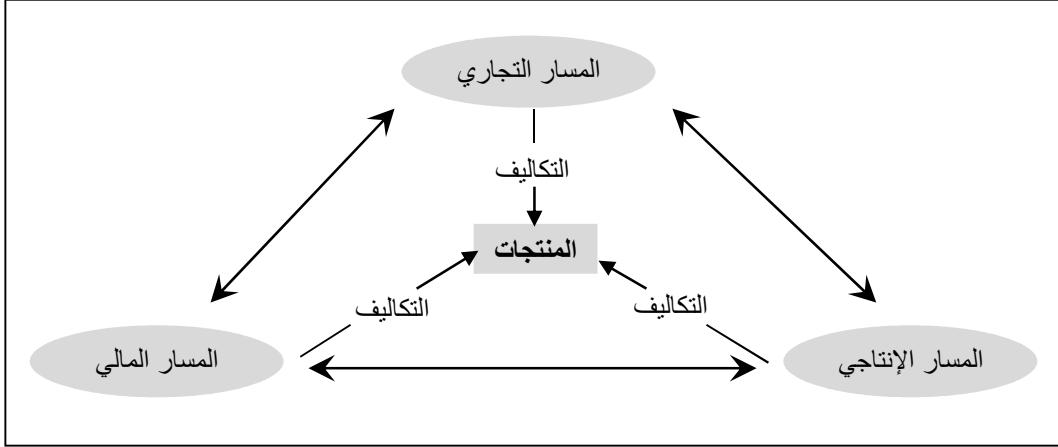 المسار التجاري
التكاليف
المنتجات
التكاليف
التكاليف
المسار الإنتاجي
المسار المالي